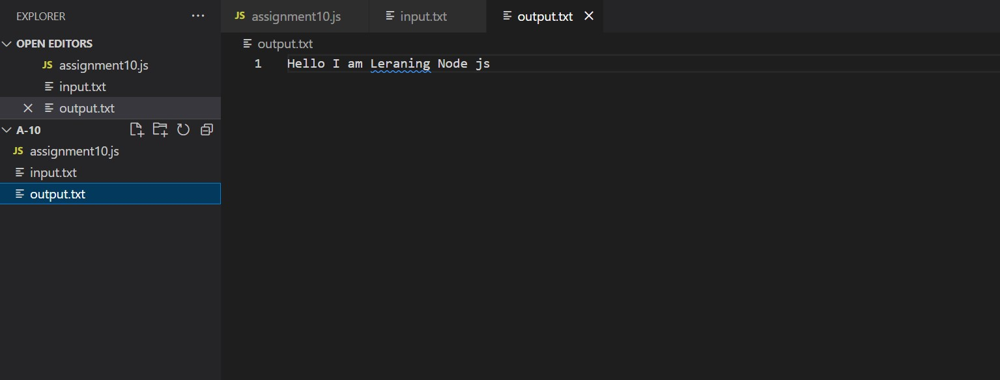 EXPLORER ...
JS assignment10.js
input.txt
output.txt
OPEN EDITORS
output.txt
JS assignment10.js
1 Hello I am Leraning Node js
input.txt
output.txt
A-10
JS assignment10.js
input.txt
output.txt